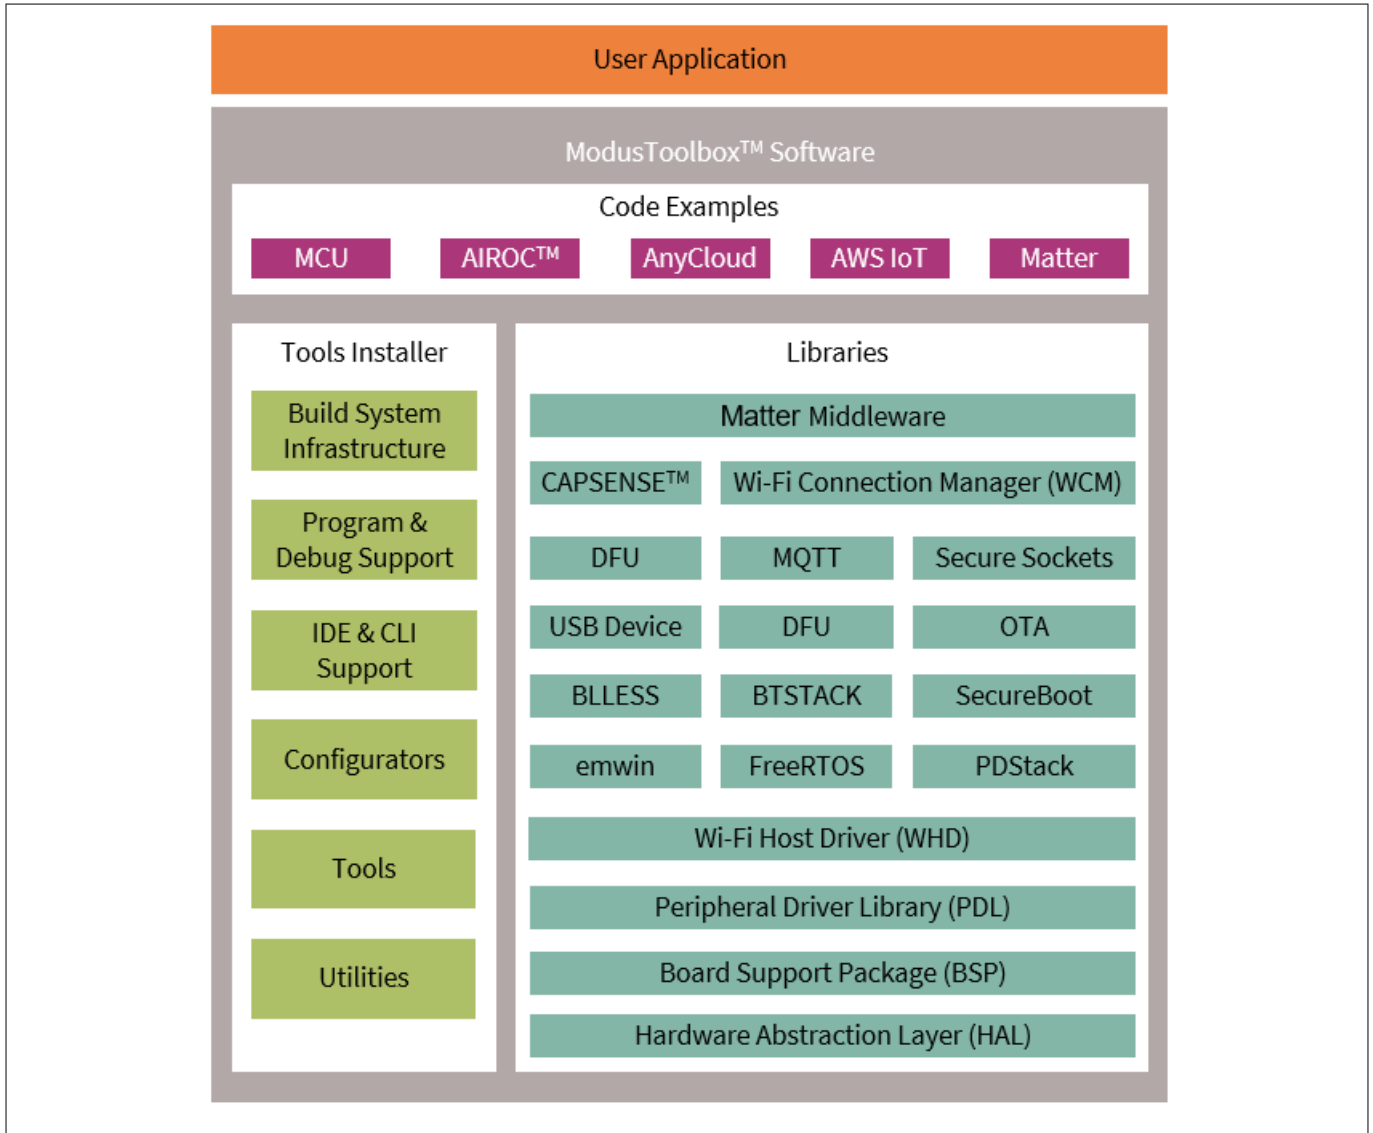 User Application
ModusToolbox™ Software
Code Examples
MCU
AIROC™
AnyCloud
AWS IoT
Matter
Tools Installer
Build System
Infrastructure
Program &
Debug Support
IDE & CLI
Support
Configurators
Tools
Utilities
Libraries
Matter Middleware
CAPSENSE™
Wi-Fi Connection Manager (WCM)
DFU
MQTT
Secure Sockets
USB Device
DFU
OTA
BLLESS
BTSTACK
SecureBoot
emwin
FreeRTOS
PDStack
Wi-Fi Host Driver (WHD)
Peripheral Driver Library (PDL)
Board Support Package (BSP)
Hardware Abstraction Layer (HAL)